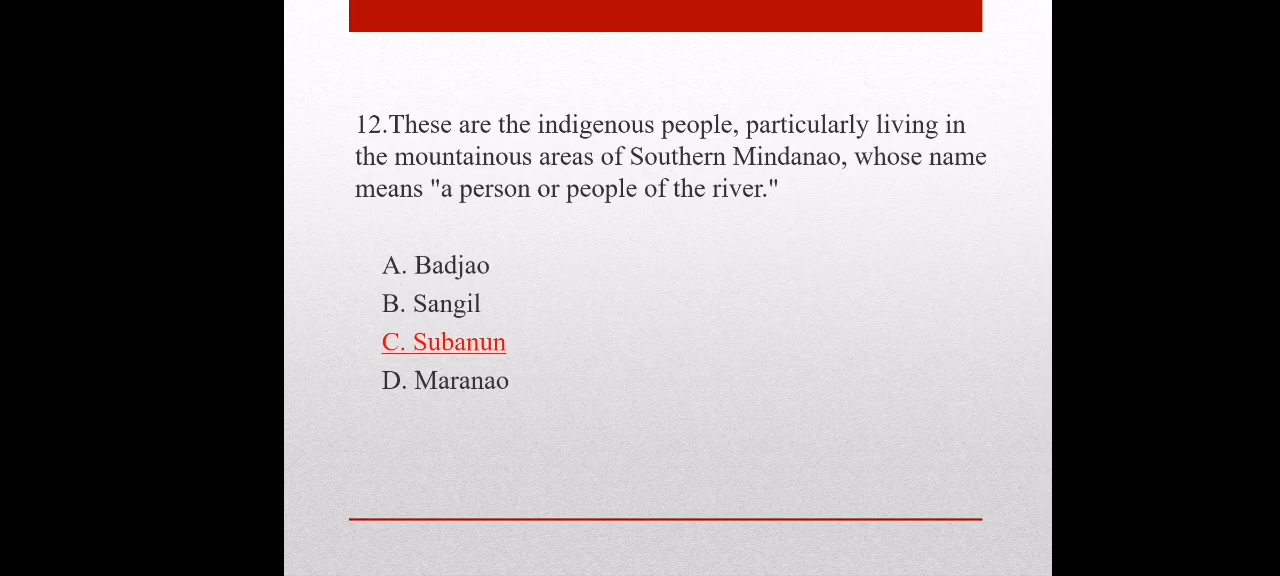 12.These are the indigenous people, particularly living in
the mountainous areas of Southern Mindanao, whose name
means "a person or people of the river."
A. Badjao
B. Sangil
C. Subanun
D. Maranao